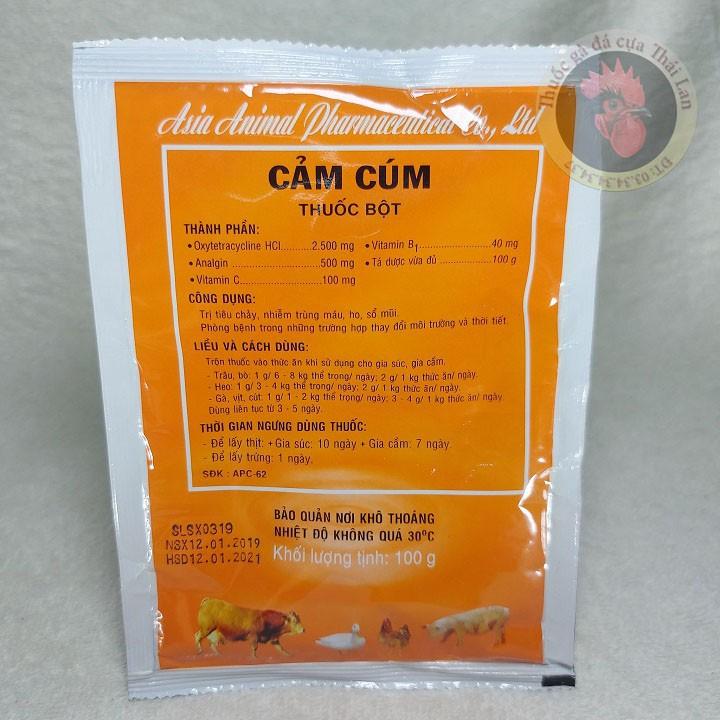 Thuốc gà đá cựa Thái Lan
ĐT:03.34.34.34.37
Asia Animal Pharmaceutical Co., Ltd
CẢM CÚM
THUỐC BỘT
THÀNH PHẦN:
• Oxytetracycline HCl..........2.500 mg • Vitamin B1......................40 mg
• Analgin ............................500 mg • Tá dược vừa đủ ................100 g
• Vitamin C..........................100 mg
CÔNG DỤNG:
Trị tiêu chảy, nhiễm trùng máu, ho, sổ mũi.
Phòng bệnh trong những trường hợp thay đổi môi trường và thời tiết.
LIỀU VÀ CÁCH DÙNG:
Trộn thuốc vào thức ăn khi sử dụng cho gia súc, gia cầm.
- Trâu, bò: 1 g/ 6 - 8 kg thể trọng/ ngày; 2 g/ 1 kg thức ăn/ ngày.
- Heo: 1 g/ 3 - 4 kg thể trọng/ ngày; 2 g/ 1 kg thức ăn/ ngày.
- Gà, vịt, cút: 1 g/ 1 - 2 kg thể trọng/ ngày; 3 - 4 g/ 1 kg thức ăn/ ngày
Dùng liên tục từ 3 - 5 ngày.
THỜI GIAN NGƯNG DÙNG THUỐC:
- Để lấy thịt: + Gia súc: 10 ngày + Gia cầm: 7 ngày.
- Để lấy trứng: 1 ngày.
SĐK : APC-62
BẢO QUẢN NƠI KHÔ THOÁNG
NHIỆT ĐỘ KHÔNG QUÁ 30°C
Khối lượng tịnh: 100 g
SLSX0319
NSX12.01.2019
HSD12.01.2021